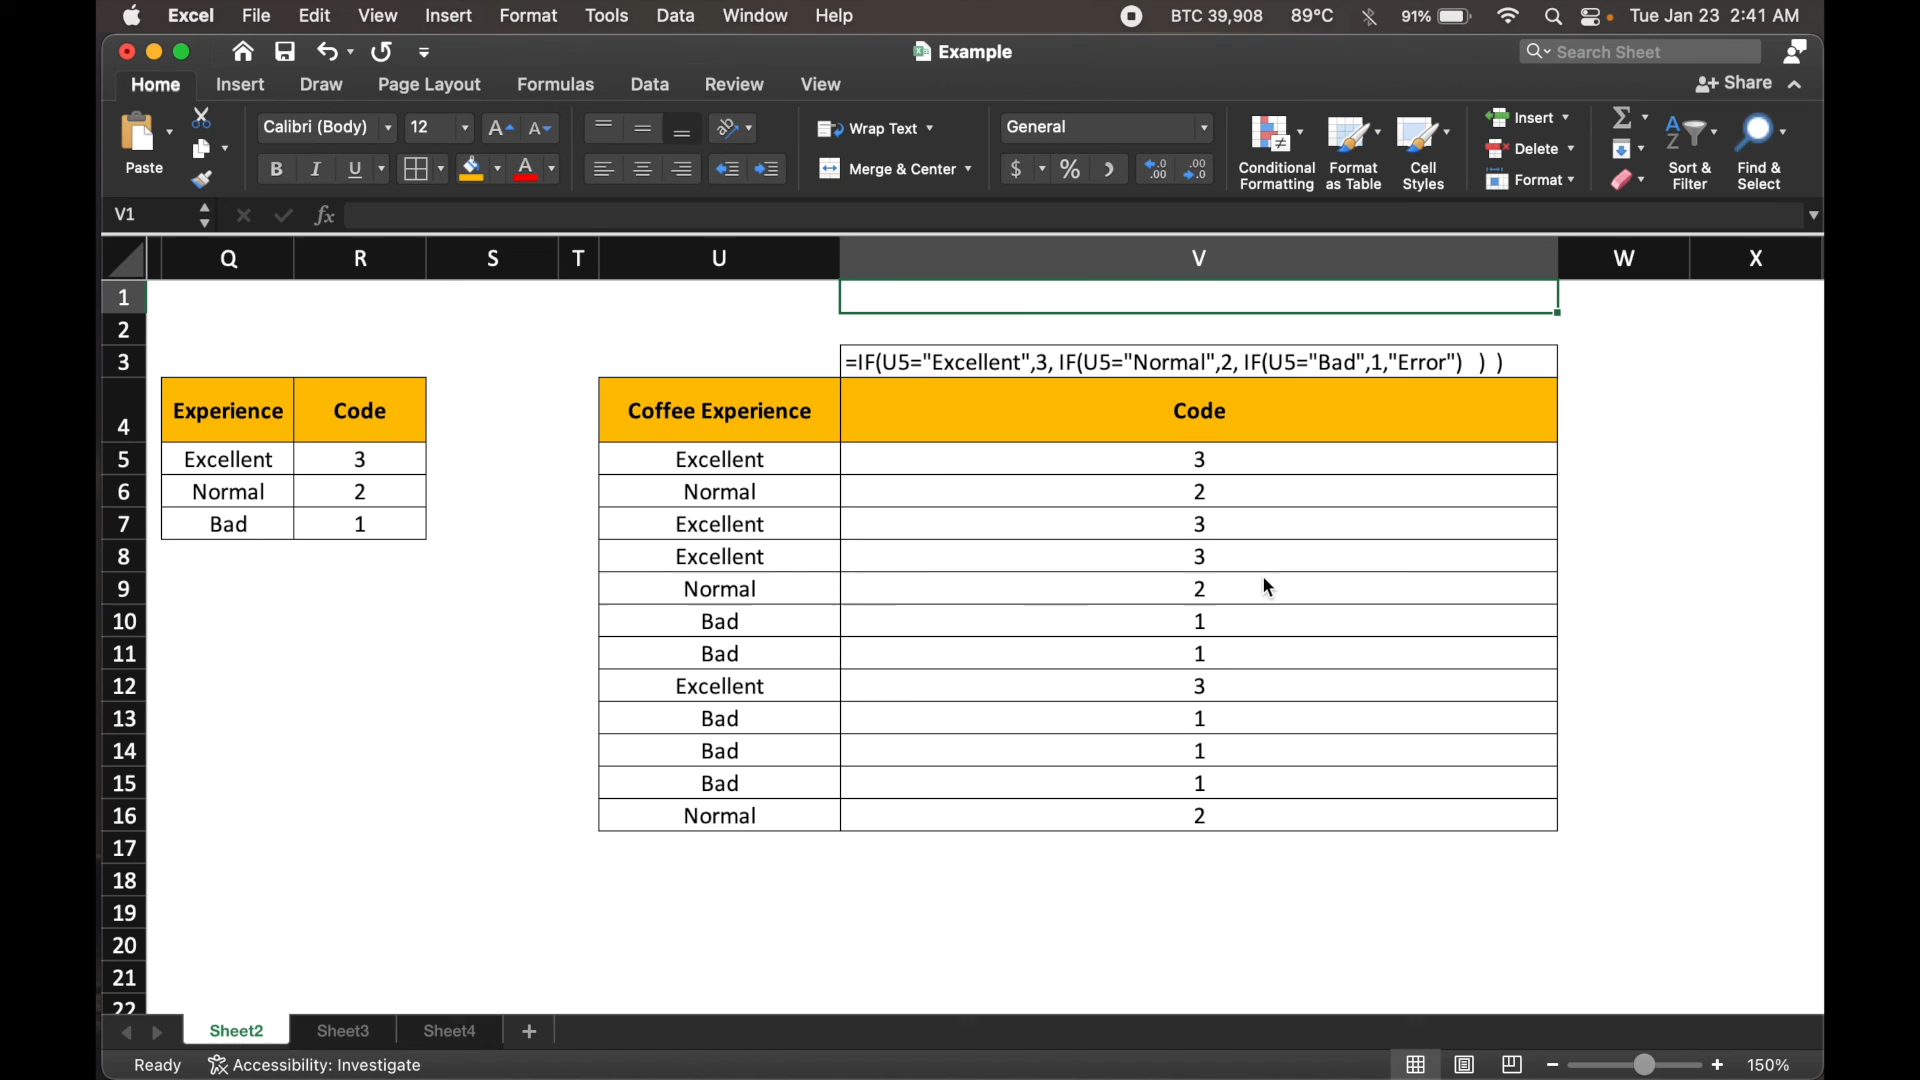 Excel File Edit View Insert Format Tools Data Window Help BTC 39,908 89°C 91% Tue Jan 23 2:41 AM
Example Search Sheet
Home Insert Draw Page Layout Formulas Data Review View Share
Paste Calibri (Body) 12 A A Wrap Text General Conditional Formatting Format as Table Cell Styles Insert Sort & Filter Find & Select
B I U A Merge & Center $ % Delete
Format
V1 fx
Q R S T U V W X
1
2
3 =IF(U5="Excellent",3, IF(U5="Normal",2, IF(U5="Bad",1,"Error") ) )
4 Experience Code Coffee Experience Code
5 Excellent 3 Excellent 3
6 Normal 2 Normal 2
7 Bad 1 Excellent 3
8 Excellent 3
9 Normal 2
10 Bad 1
11 Bad 1
12 Excellent 3
13 Bad 1
14 Bad 1
15 Bad 1
16 Normal 2
17
18
19
20
21
22
Sheet2 Sheet3 Sheet4 +
Ready Accessibility: Investigate 150%